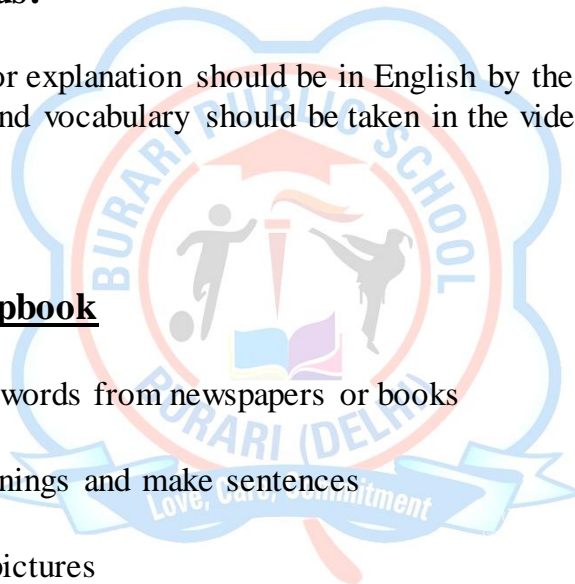 or explanation should be in English by the
nd vocabulary should be taken in the vide
BURARI PUBLIC SCHOOL
pbook
words from newspapers or books
BURARI (DELHI)
nings and make sentences
Love, Care, Commitment
pictures